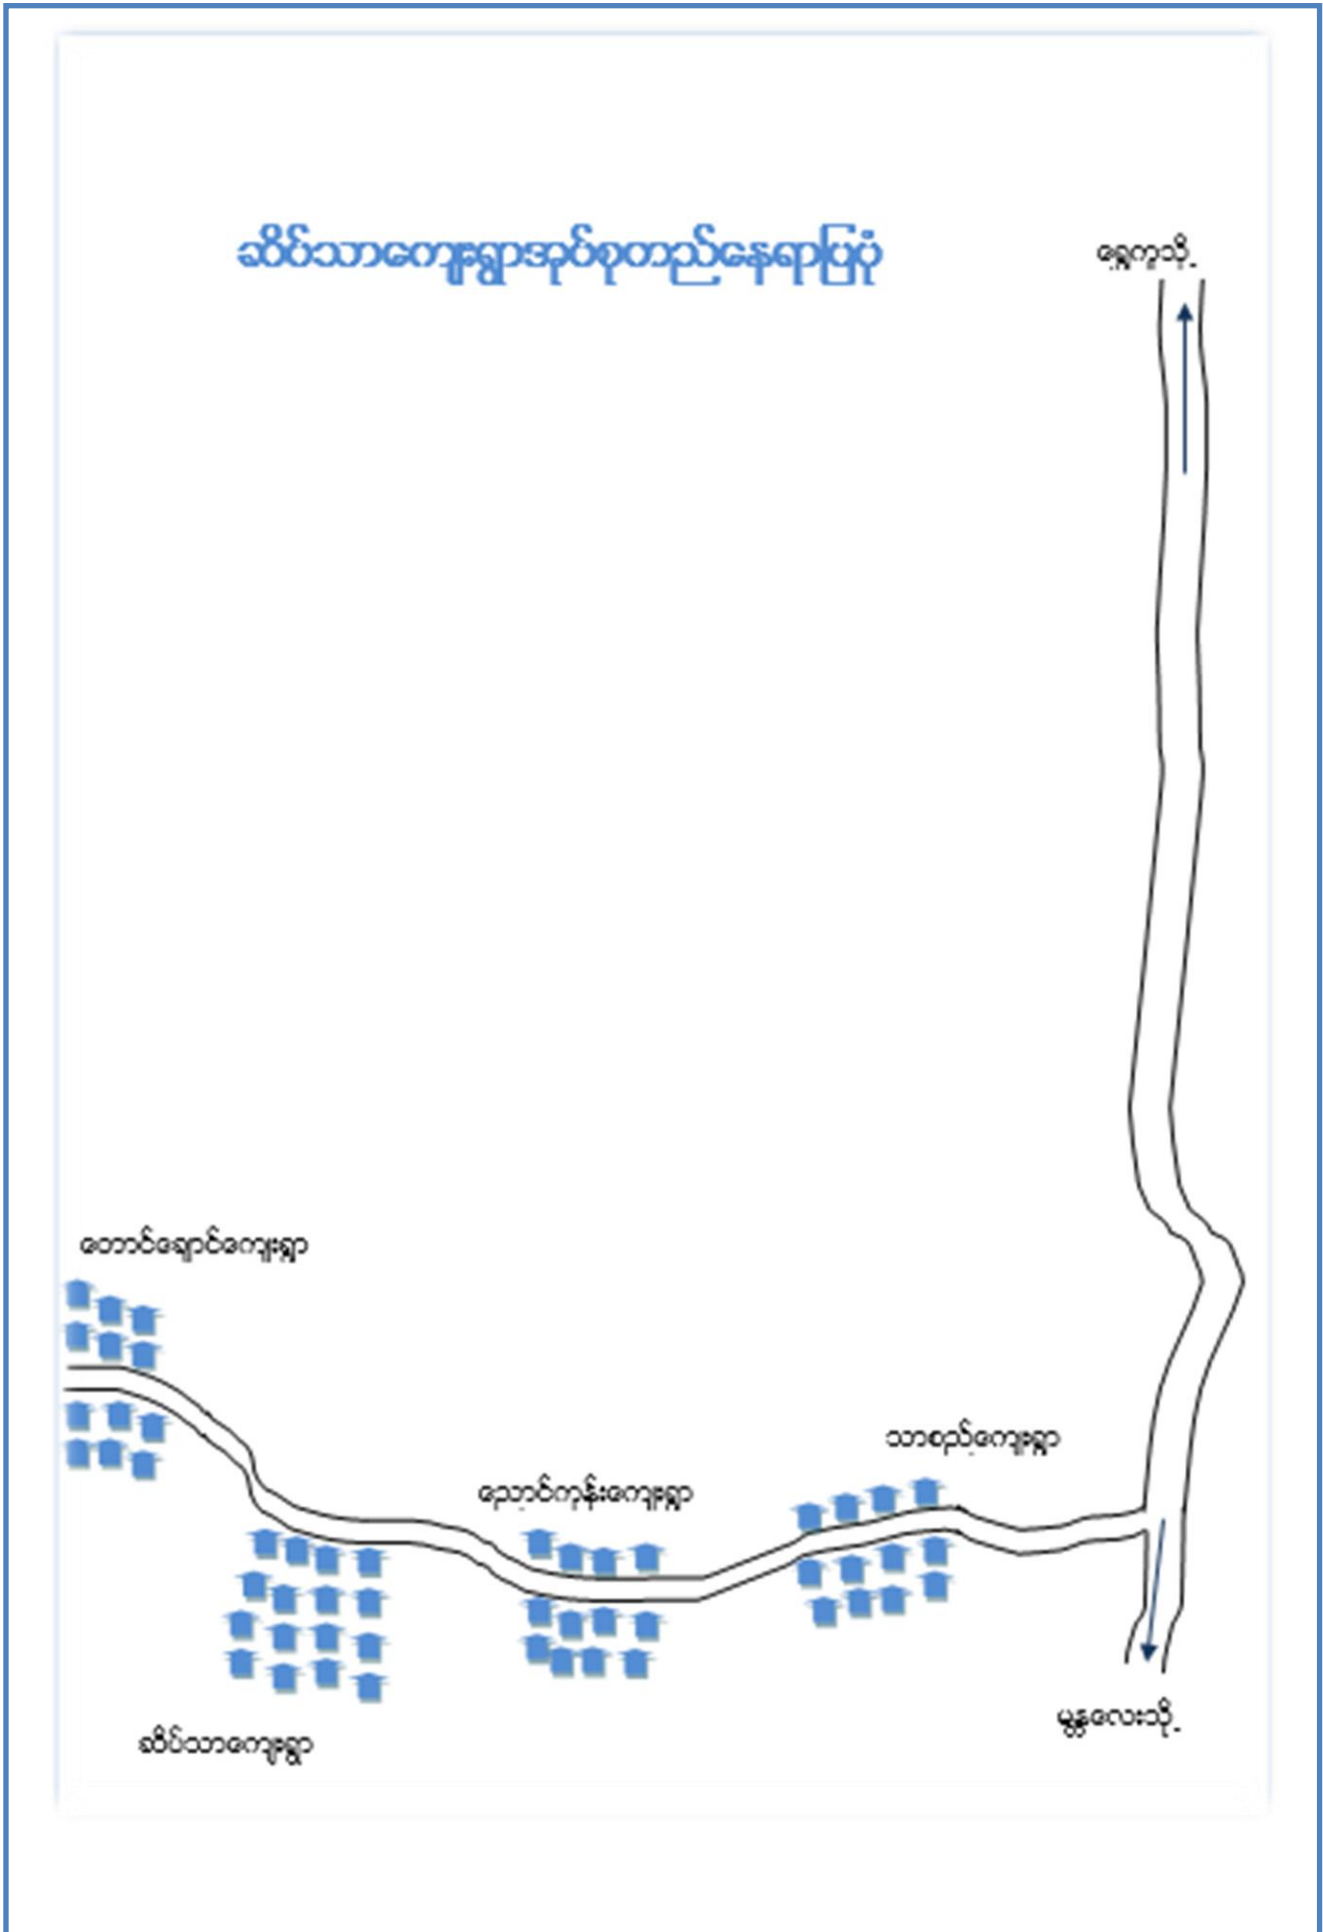 ဆိပ်သာကျေးရွာအုပ်စုတည်နေရာပြပုံ
ရွှေကူသို့
တောင်ချောင်ကျေးရွာ
သာစည်ကျေးရွာ
ညောင်ကုန်းကျေးရွာ
မန္တလေးသို့
ဆိပ်သာကျေးရွာ